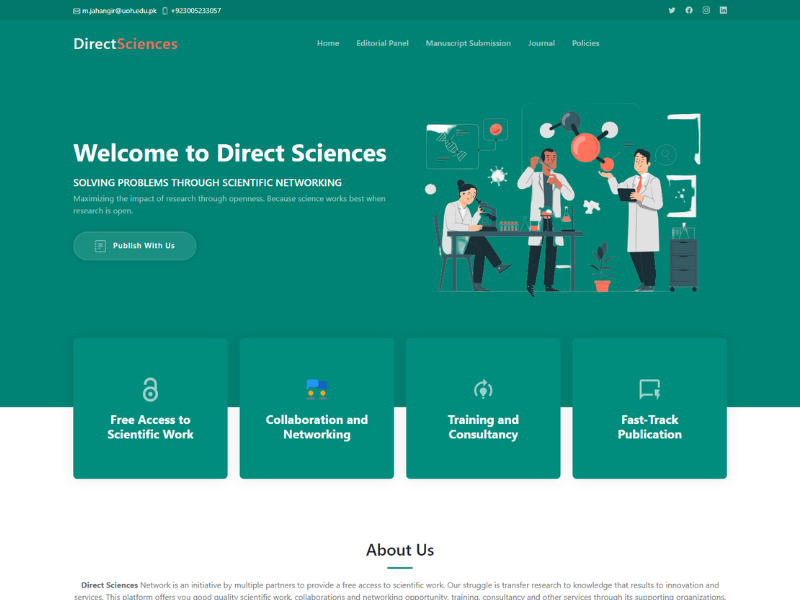 m.jahangir@uoh.edu.pk +923005233057
DirectSciences
Home Editorial Panel Manuscript Submission Journal Policies
Welcome to Direct Sciences
SOLVING PROBLEMS THROUGH SCIENTIFIC NETWORKING
Maximizing the impact of research through openness. Because science works best when
research is open.
Publish With Us
Free Access to
Scientific Work
Collaboration and
Networking
Training and
Consultancy
Fast-Track
Publication
About Us
Direct Sciences Network is an initiative by multiple partners to provide a free access to scientific work. Our struggle is transfer research to knowledge that results to innovation and
services. This platform offers you good quality scientific work, collaborations and networking opportunity, training, consultancy and other services through its supporting organizations.